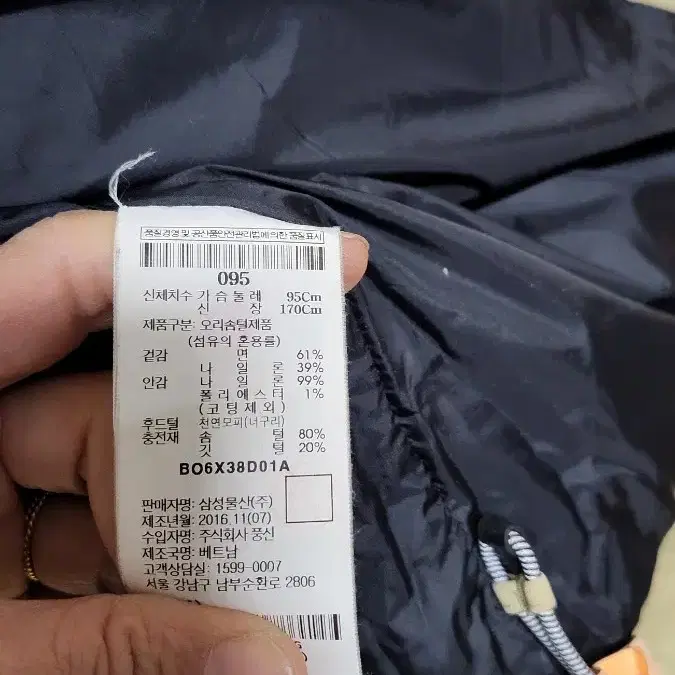 품질경영 및 공산품안전관리법에 의한 품질표시
095
신체치수 가슴둘레 95Cm
신 장 170Cm
제품구분: 오리솜털제품
(섬유의 혼용률)
겉감 면 61%
나 일 론 39%
안감 나 일 론 99%
폴리에스터 1%
(코팅제외)
후드털 천연모피(너구리)
충전재 솜 털 80%
깃 털 20%
BO6X38D01A
판매자명: 삼성물산(주)
제조년월: 2016.11(07)
수입자명: 주식회사 풍신
제조국명: 베트남
고객상담실: 1599-0007
서울 강남구 남부순환로 2806